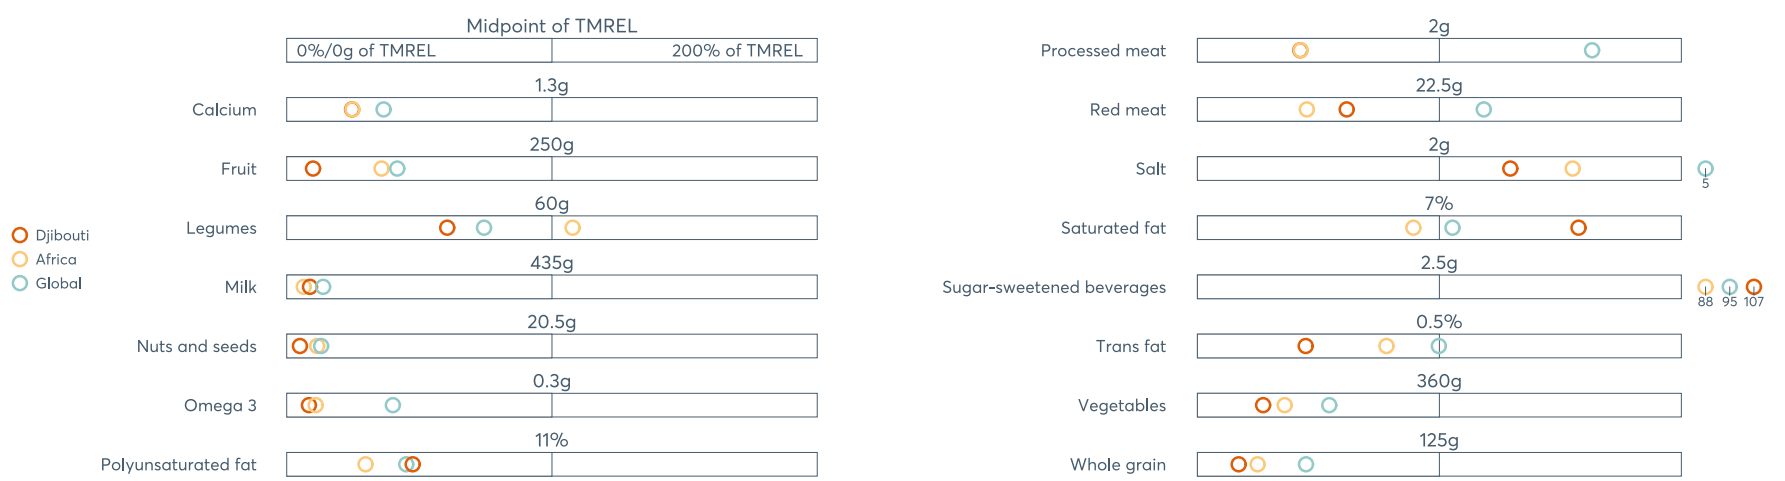 Midpoint of TMREL
0%/0g of TMREL 200% of TMREL
1.3g
Calcium
250g
Fruit
60g
Legumes
435g
Milk
20.5g
Nuts and seeds
0.3g
Omega 3
11%
Polyunsaturated fat
Djibouti
Africa
Global
2g
Processed meat
22.5g
Red meat
2g
Salt
5
7%
Saturated fat
2.5g
Sugar-sweetened beverages
88 95 107
0.5%
Trans fat
360g
Vegetables
125g
Whole grain